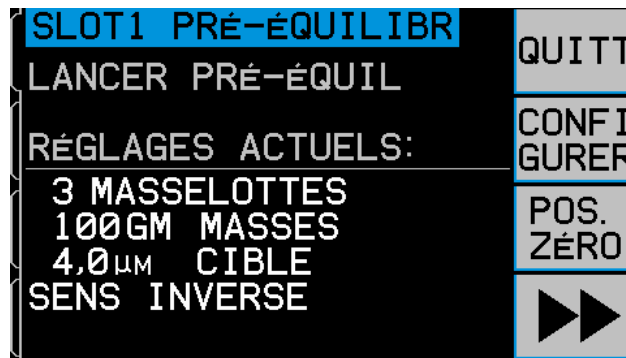 SLOT1 PRÉ-ÉQUILIBR
LANCER PRÉ-ÉQUIL
RÉGLAGES ACTUELS:
3 MASSELOTTES
100GM MASSES
4,0µM CIBLE
SENS INVERSE
QUITT
CONFI
GURER
POS.
ZÉRO